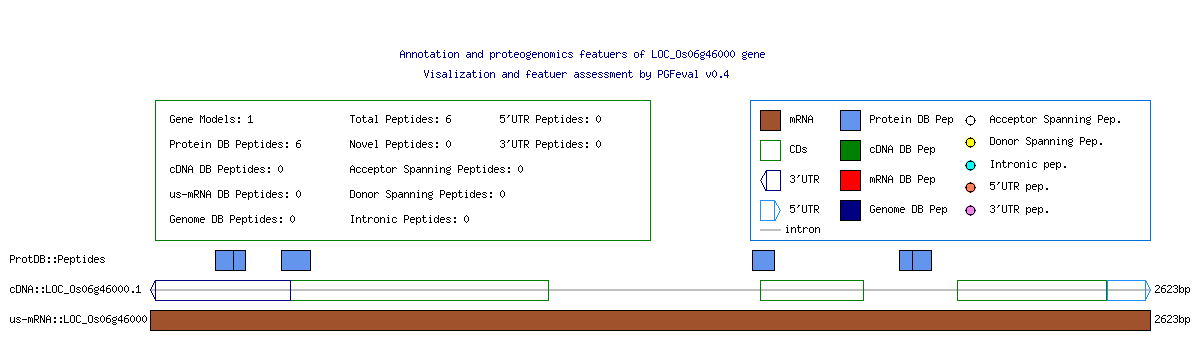 Annotation and proteogenomics featuers of LOC_Os06g46000 gene
Visalization and featuer assessment by PGFeval v0.4
Gene Models: 1
Total Peptides: 6
5'UTR Peptides: 0
Protein DB Peptides: 6
Novel Peptides: 0
3'UTR Peptides: 0
cDNA DB Peptides: 0
Acceptor Spanning Peptides: 0
us-mRNA DB Peptides: 0
Donor Spanning Peptides: 0
Genome DB Peptides: 0
Intronic Peptides: 0
mRNA
Protein DB Pep
Acceptor Spanning Pep.
CDs
cDNA DB Pep
Donor Spanning Pep.
3'UTR
mRNA DB Pep
Intronic pep.
5'UTR
Genome DB Pep
5'UTR pep.
3'UTR pep.
intron
ProtDB::Peptides
cDNA::LOC_Os06g46000.1
2623bp
us-mRNA::LOC_Os06g46000
2623bp